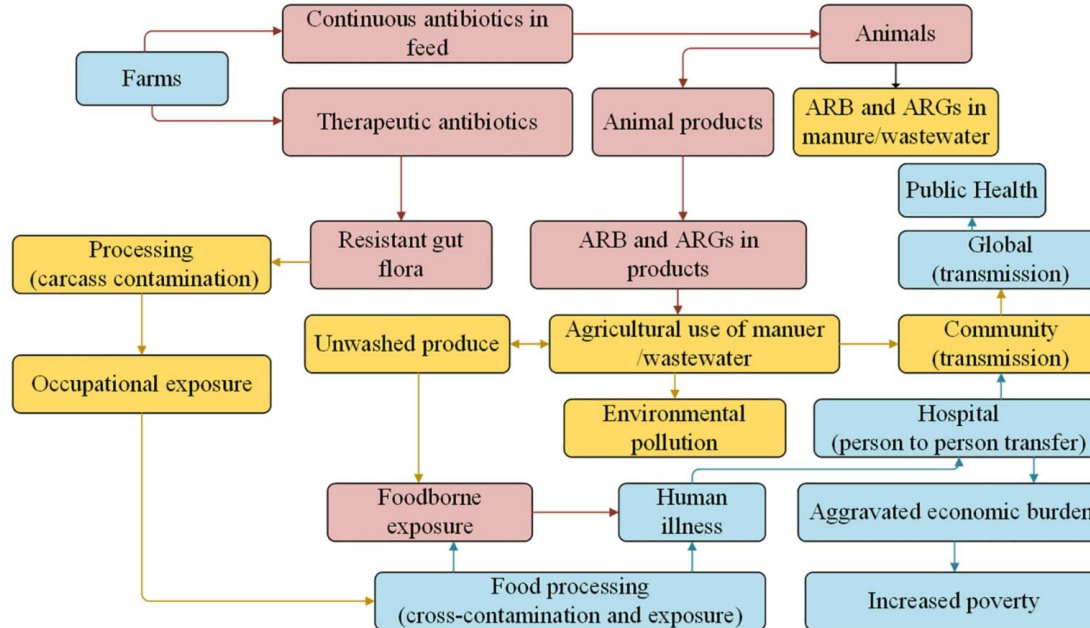 Continuous antibiotics in
feed
Animals
Farms
Therapeutic antibiotics
Animal products
ARB and ARGs in
manure/wastewater
Public Health
Processing
(carcass contamination)
Resistant gut
flora
ARB and ARGs in
products
Global
(transmission)
Unwashed produce
Agricultural use of manuer
/wastewater
Community
(transmission)
Occupational exposure
Environmental
pollution
Hospital
(person to person transfer)
Foodborne
exposure
Human
illness
Aggravated economic burden
Food processing
(cross-contamination and exposure)
Increased poverty